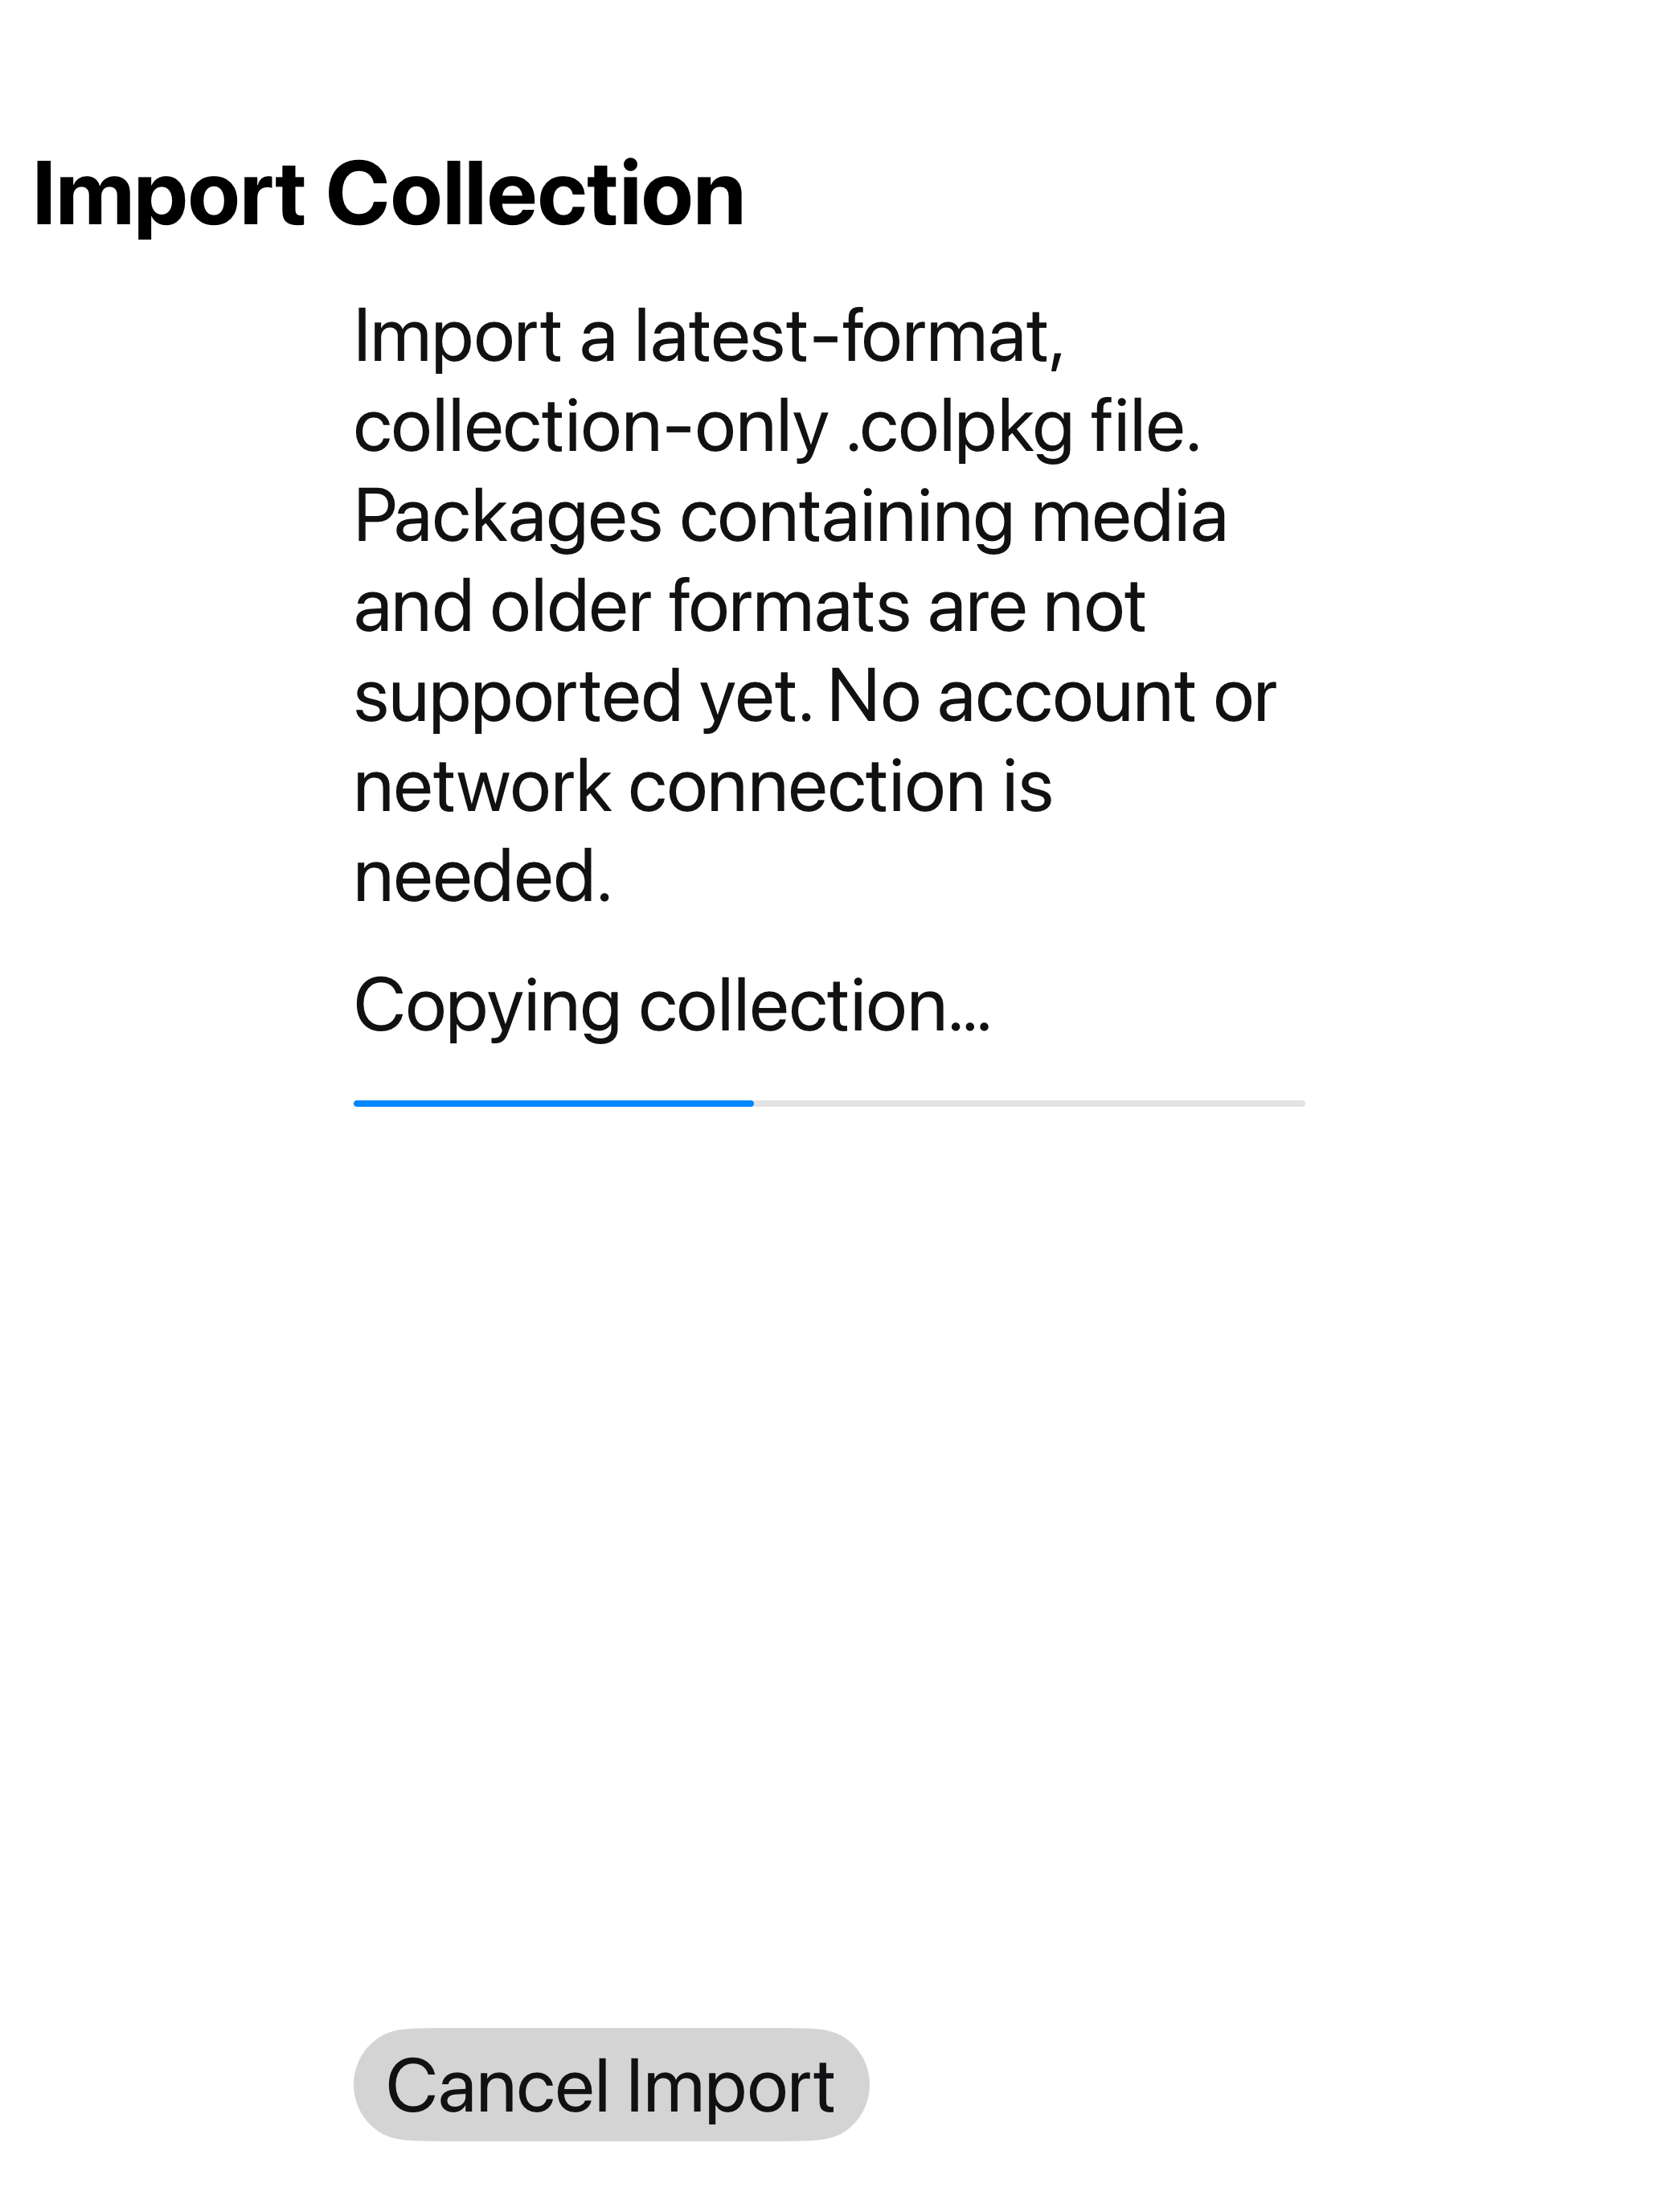 Import Collection
Import a latest-format,
collection-only .colpkg file.
Packages containing media
and older formats are not
supported yet. No account or
network connection is
needed.
Copying collection…
Cancel Import